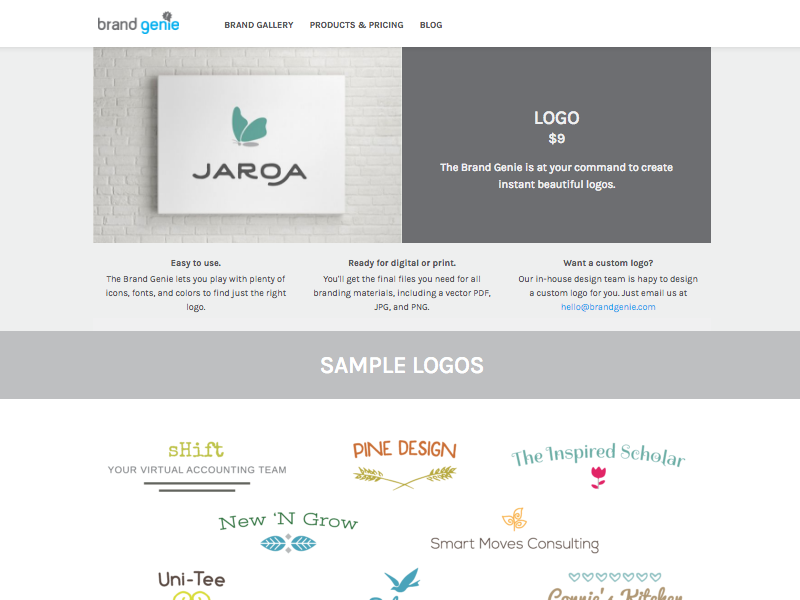 brand genie
BRAND GALLERY PRODUCTS & PRICING BLOG
JAROA
LOGO
$9
The Brand Genie is at your command to create
instant beautiful logos.
Easy to use.
The Brand Genie lets you play with plenty of
icons, fonts, and colors to find just the right
logo.
Ready for digital or print.
You'll get the final files you need for all
branding materials, including a vector PDF,
JPG, and PNG.
Want a custom logo?
Our in-house design team is hapy to design
a custom logo for you. Just email us at
hello@brandgenie.com
SAMPLE LOGOS
sHift
YOUR VIRTUAL ACCOUNTING TEAM
PINE DESIGN
The Inspired Scholar
New 'N Grow
Smart Moves Consulting
Uni-Tee
Connie's Kitchen